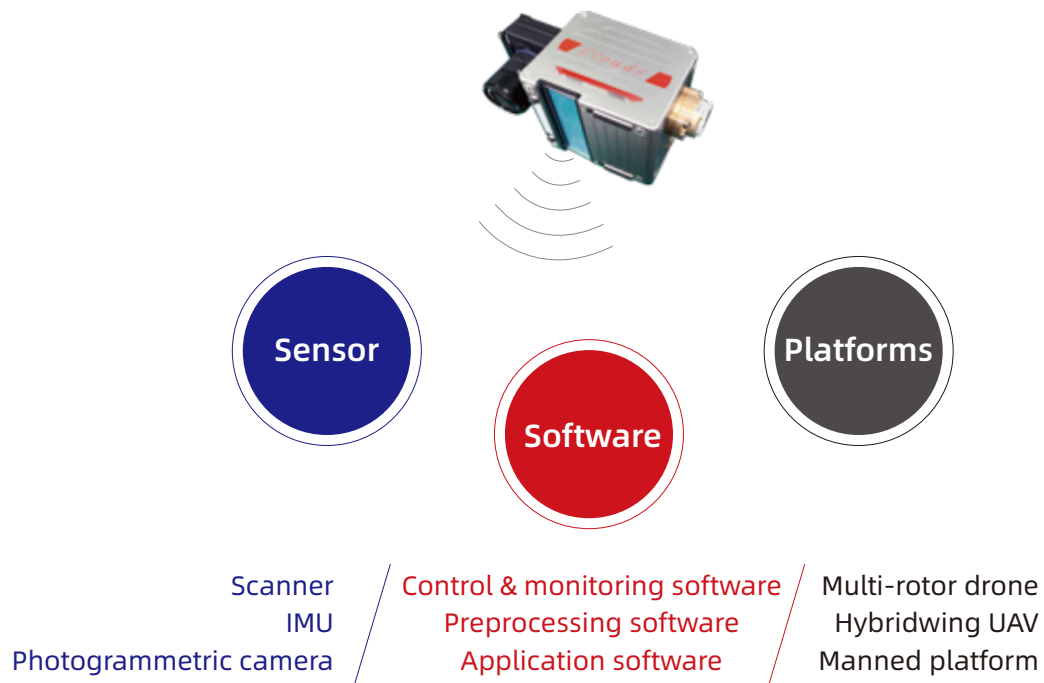 Sensor
Software
Platforms
Scanner
IMU
Photogrammetric camera
Control & monitoring software
Preprocessing software
Application software
Multi-rotor drone
Hybridwing UAV
Manned platform